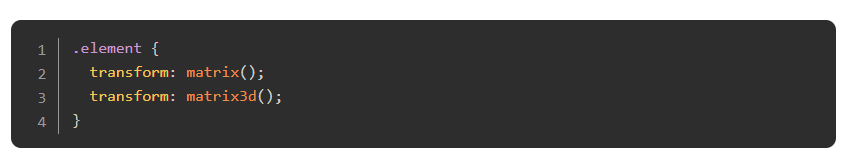 1 .element {
2   transform: matrix();
3   transform: matrix3d();
4 }